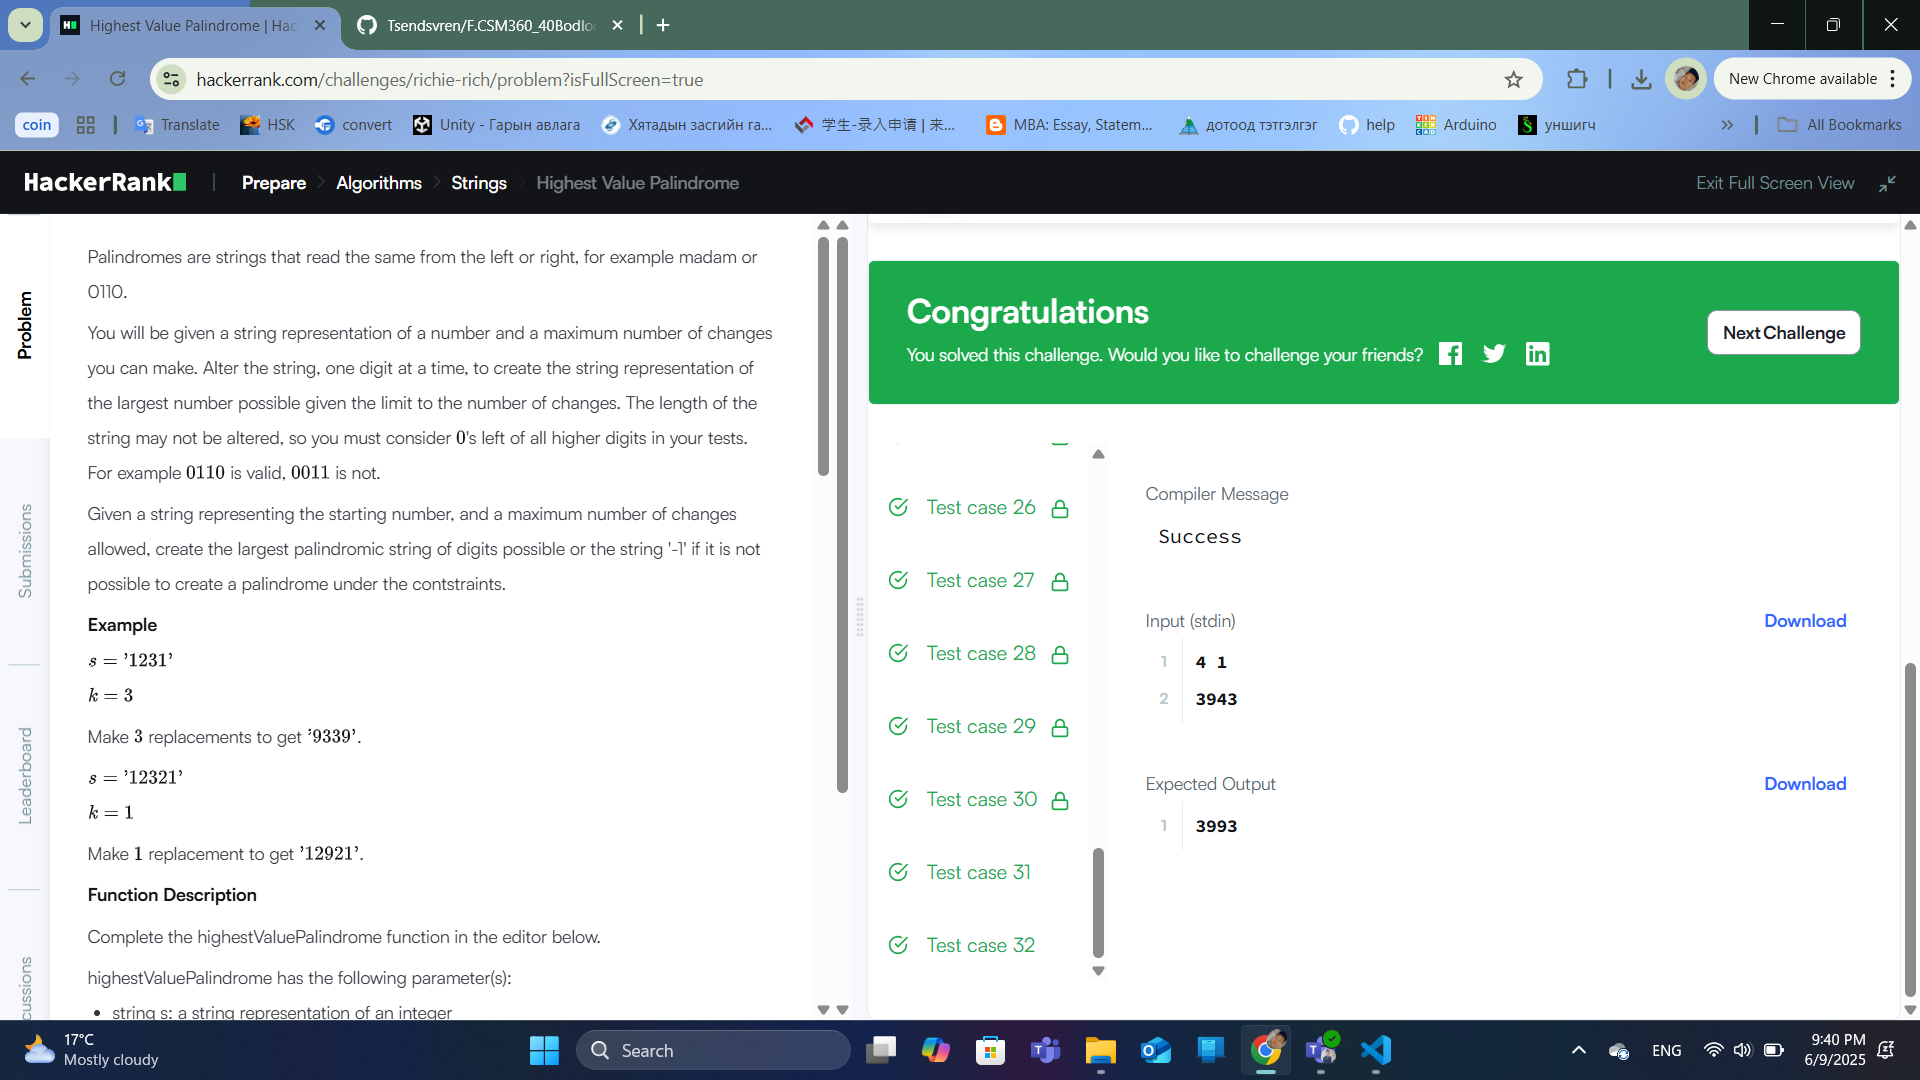 Highest Value Palindrome | Hac
Tsendsvren/F.CSM360_40Bodlo
hackerrank.com/challenges/richie-rich/problem?isFullScreen=true
New Chrome available
coin
Translate
HSK
convert
Unity - Гарын авлага
Хятадын засгийн га...
学生-录入申请 | 来...
MBA: Essay, Statem...
дотоод тэтгэлгэг
help
Arduino
уншигч
All Bookmarks
HackerRank
Prepare
Algorithms
Strings
Highest Value Palindrome
Exit Full Screen View
Problem
Submissions
Leaderboard
cussions
Palindromes are strings that read the same from the left or right, for example madam or
0110.
You will be given a string representation of a number and a maximum number of changes
you can make. Alter the string, one digit at a time, to create the string representation of
the largest number possible given the limit to the number of changes. The length of the
string may not be altered, so you must consider 0's left of all higher digits in your tests.
For example 0110 is valid, 0011 is not.
Given a string representing the starting number, and a maximum number of changes
allowed, create the largest palindromic string of digits possible or the string '-1' if it is not
possible to create a palindrome under the contstraints.
Example
s = '1231'
k = 3
Make 3 replacements to get '9339'.
s = '12321'
k = 1
Make 1 replacement to get '12921'.
Function Description
Complete the highestValuePalindrome function in the editor below.
highestValuePalindrome has the following parameter(s):
• string s: a string representation of an integer
Congratulations
You solved this challenge. Would you like to challenge your friends?
Next Challenge
Test case 26
Test case 27
Test case 28
Test case 29
Test case 30
Test case 31
Test case 32
Compiler Message
Success
Input (stdin)
Download
1 4 1
2 3943
Expected Output
Download
1 3993
17°C
Mostly cloudy
Search
ENG
9:40 PM
6/9/2025